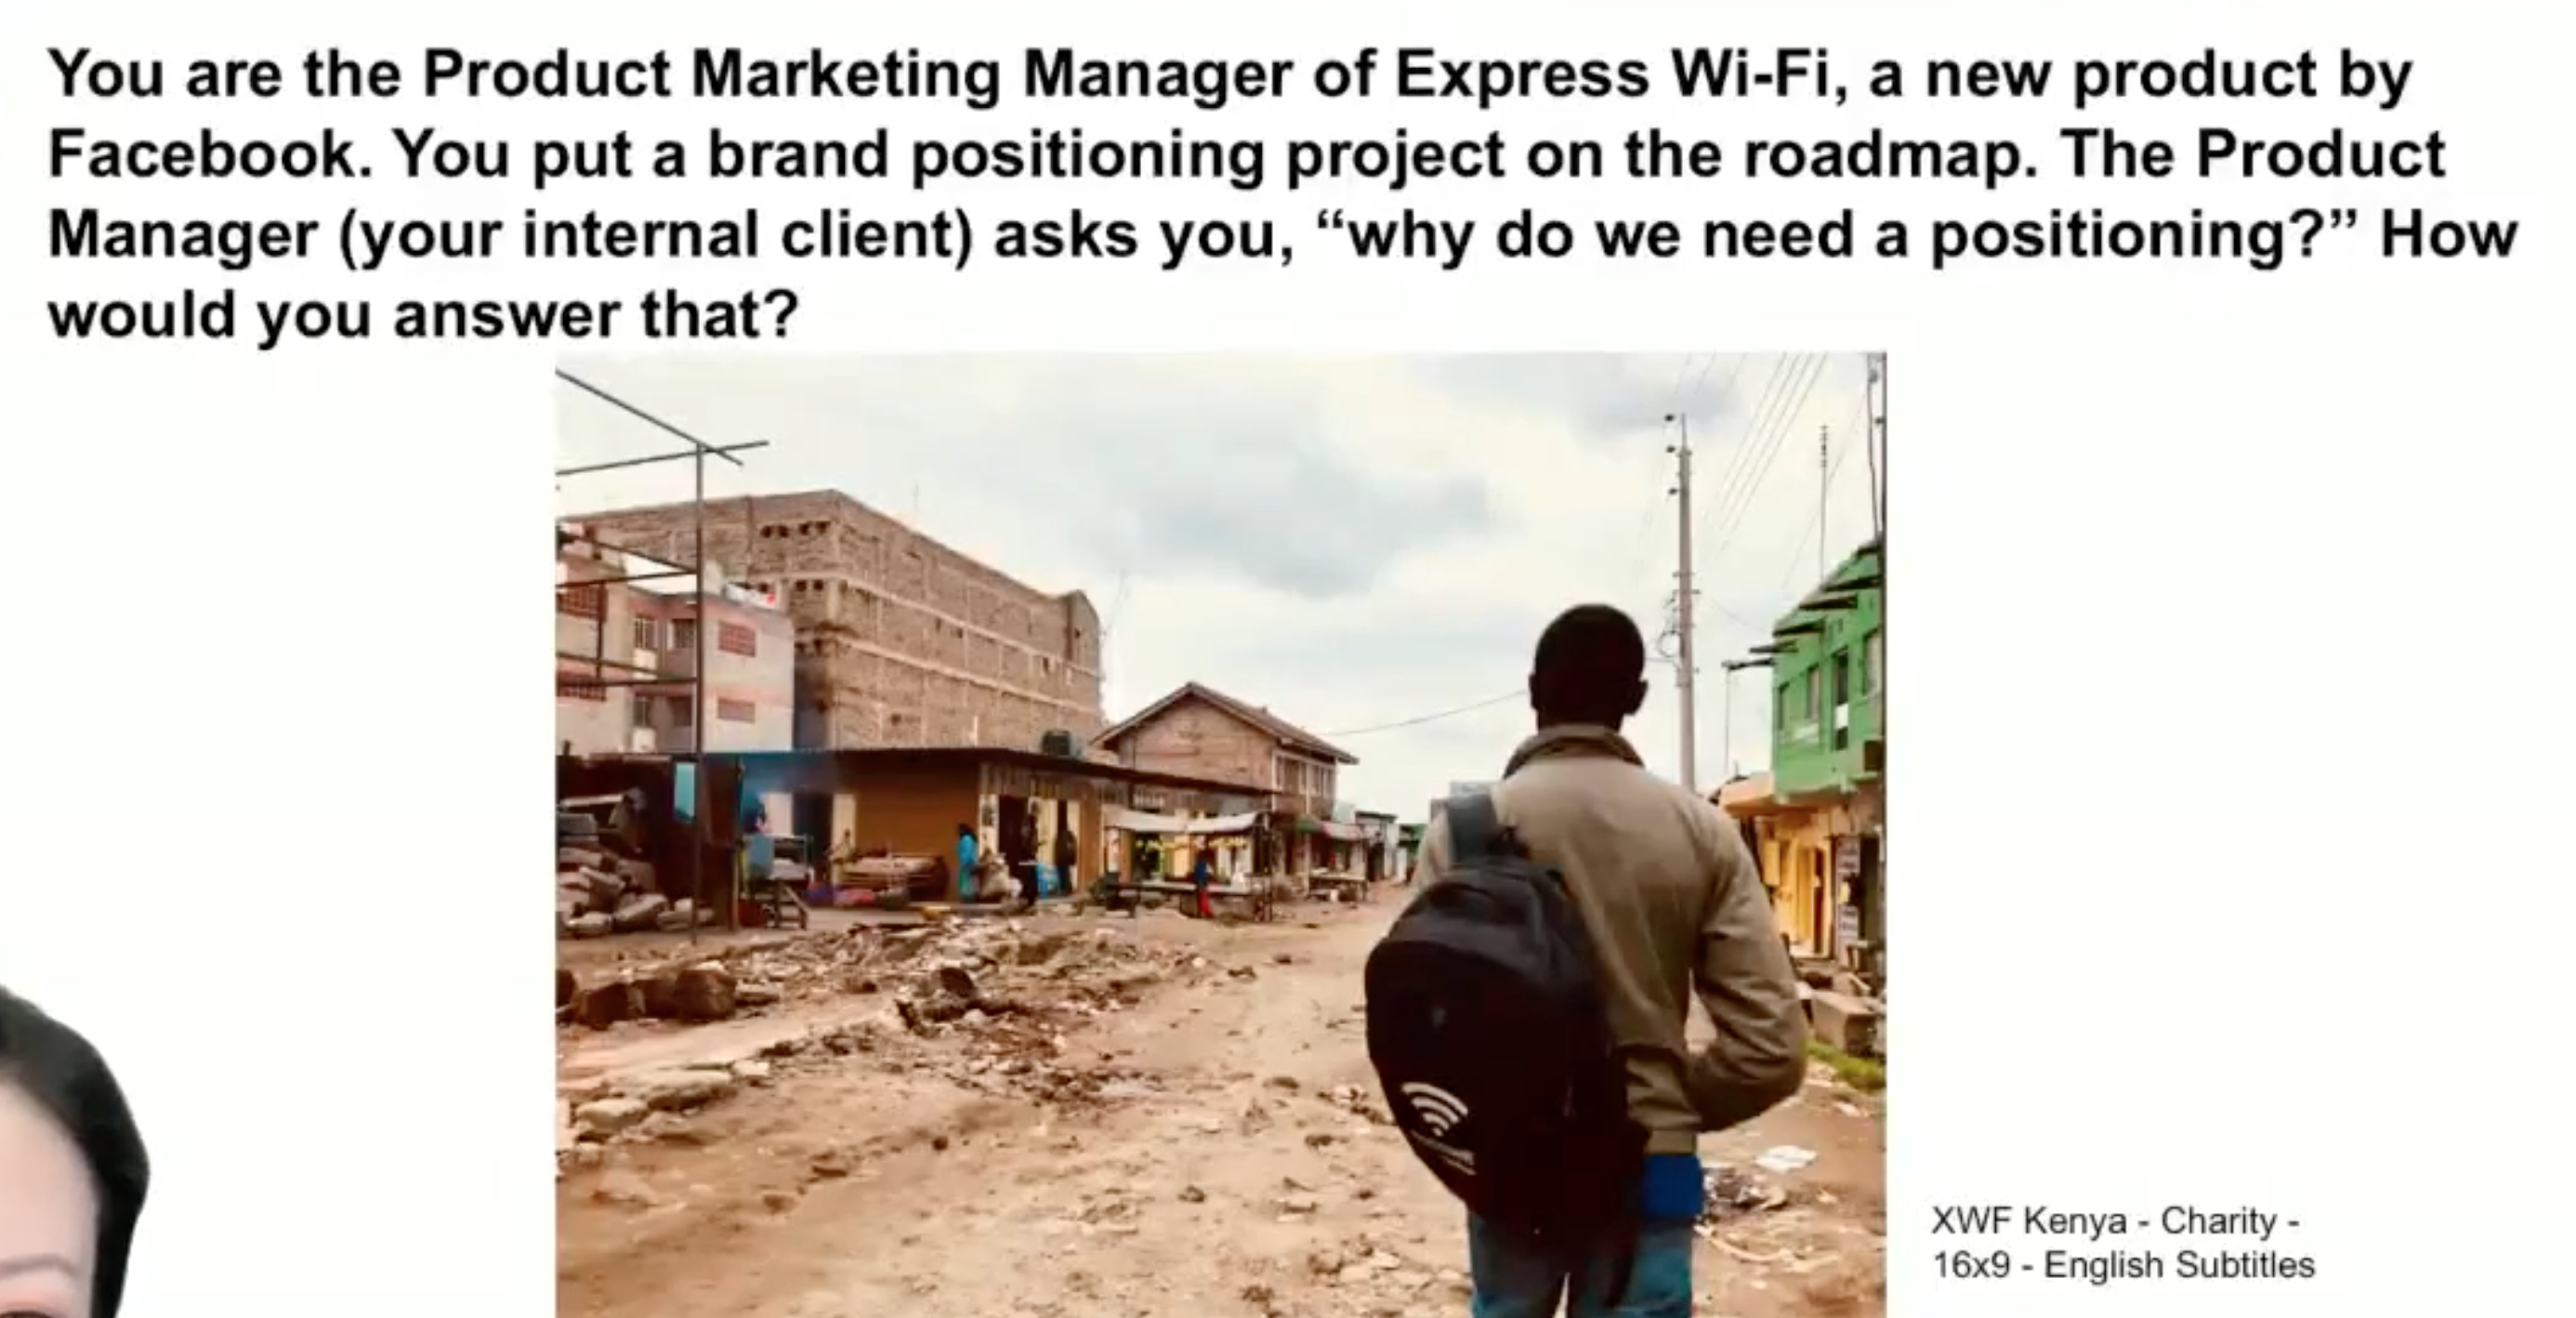 You are the Product Marketing Manager of Express Wi-Fi, a new product by
Facebook. You put a brand positioning project on the roadmap. The Product
Manager (your internal client) asks you, “why do we need a positioning?” How
would you answer that?
XWF Kenya - Charity -
16x9 - English Subtitles